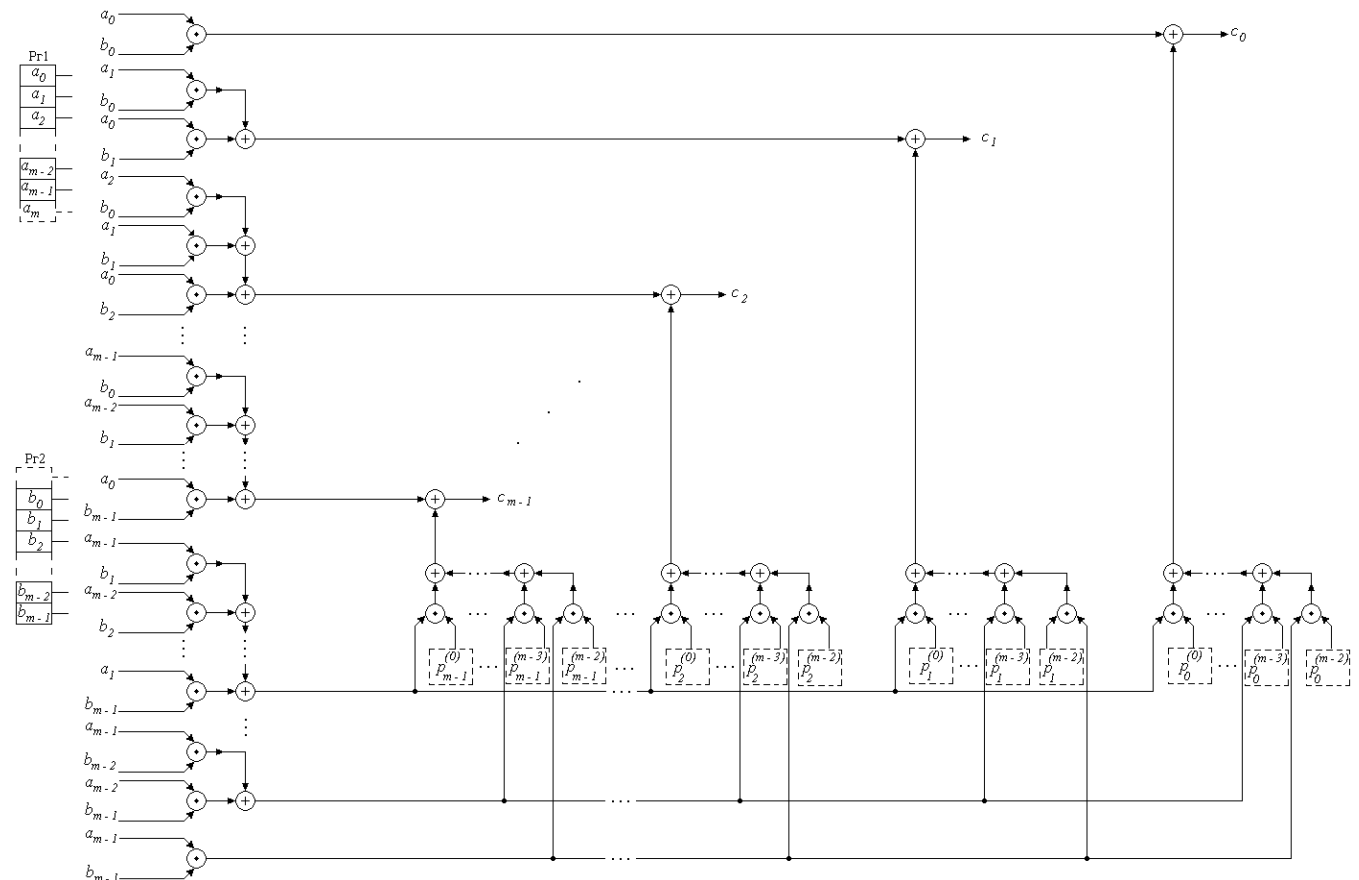 Pr1
a0
a1
a2
am-2
am-1
am
Pr2
b0
b1
b2
bm-2
bm-1
a0
b0
c0
a1
b0
a0
b1
c1
a2
b0
a1
b1
a0
b2
c2
am-1
b0
am-2
b1
a0
bm-1
cm-1
am-1
b1
am-2
b2
a1
bm-1
am-1
bm-2
am-2
bm-1
am-1
bm-1
p(0)m-1 ... p(m-3)m-1 p(m-2)m-1 ... p(0)2 ... p(m-3)2 p(m-2)2 p(0)1 ... p(m-3)1 p(m-2)1 p(0)0 ... p(m-3)0 p(m-2)0